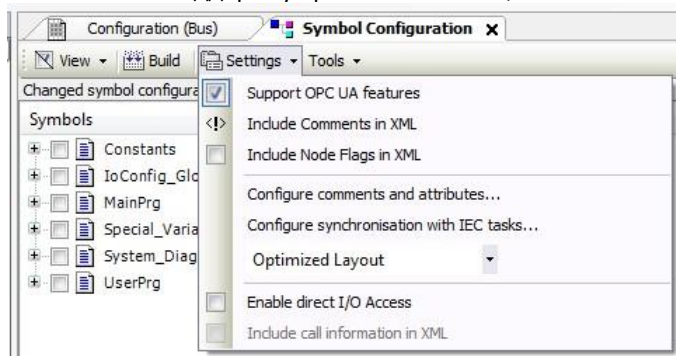 Configuration (Bus)
Symbol Configuration
View
Build
Settings
Tools
Changed symbol configura
Symbols
Constants
IoConfig_Glo
MainPrg
Special_Varia
System_Diag
UserPrg
Support OPC UA features
<!> Include Comments in XML
Include Node Flags in XML
Configure comments and attributes...
Configure synchronisation with IEC tasks...
Optimized Layout
Enable direct I/O Access
Include call information in XML